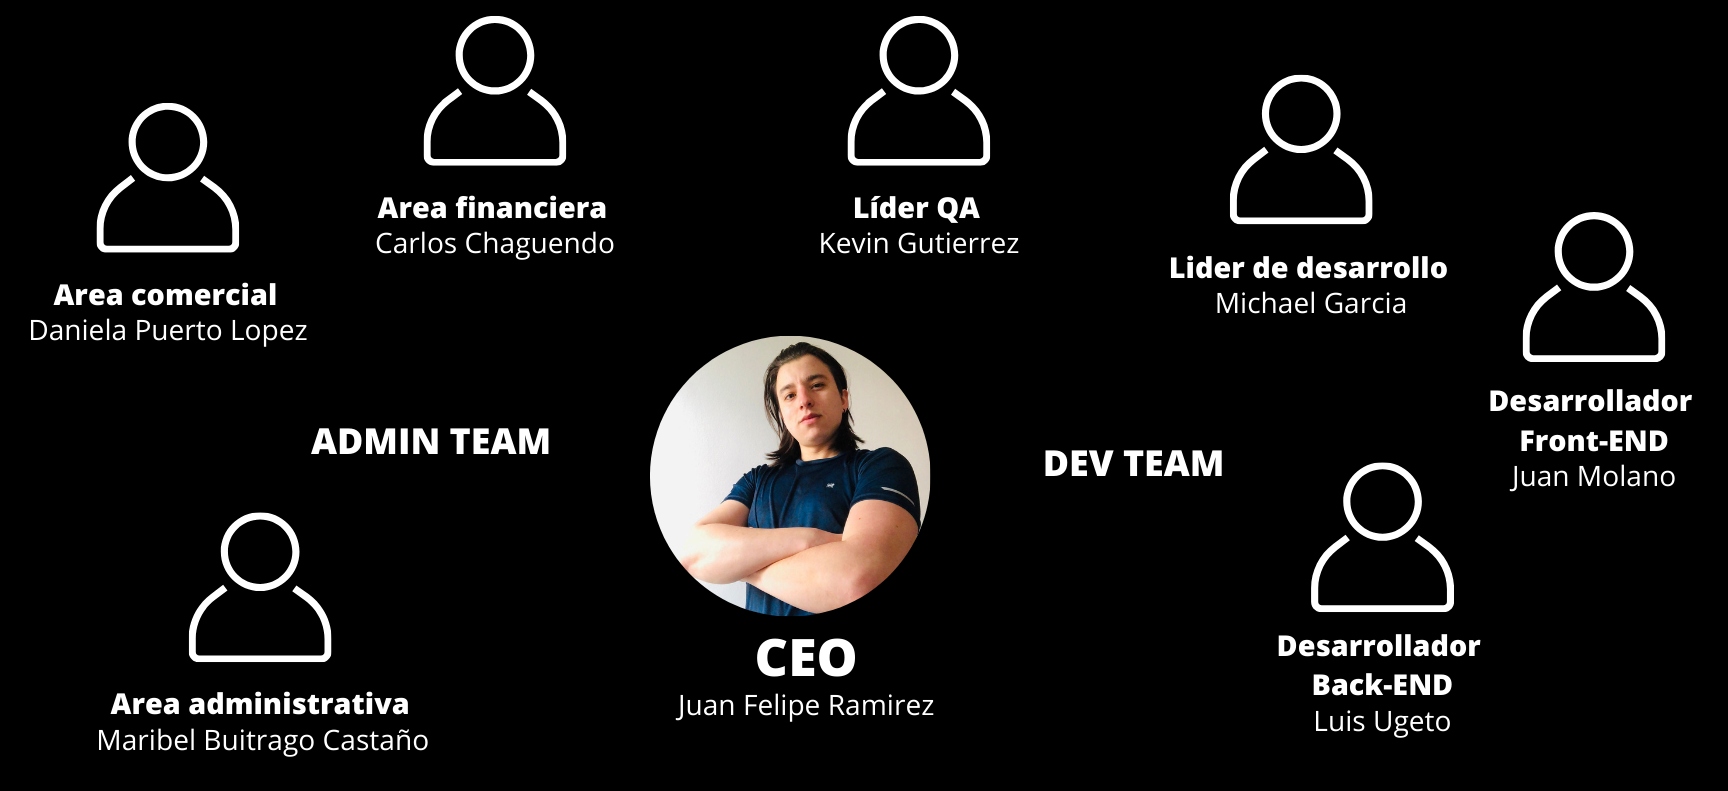 Area financiera
Carlos Chaguendo
Líder QA
Kevin Gutierrez
Lider de desarrollo
Michael Garcia
Area comercial
Daniela Puerto Lopez
Desarrollador
Front-END
Juan Molano
ADMIN TEAM
DEV TEAM
CEO
Juan Felipe Ramirez
Desarrollador
Back-END
Luis Ugeto
Area administrativa
Maribel Buitrago Castaño